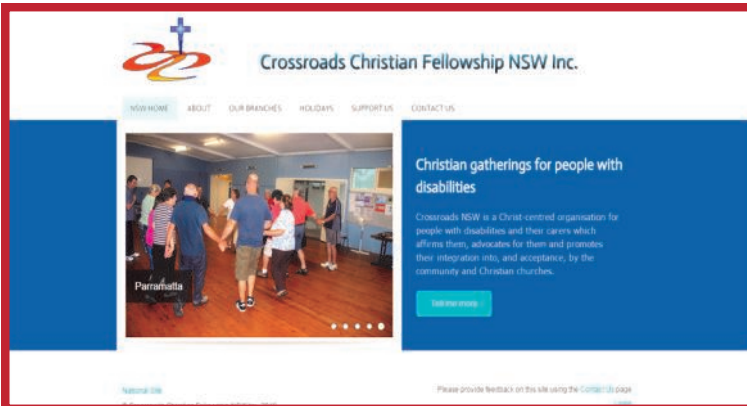 Crossroads Christian Fellowship NSW Inc.
NSW HOME ABOUT OUR BRANCHES HOLIDAYS SUPPORT US CONTACT US
Christian gatherings for people with
disabilities
Crossroads NSW is a Christ-centred organisation for
people with disabilities and their carers which
affirms them, advocates for them and promotes
their integration into, and acceptance, by the
community and Christian churches.
Parramatta
Tell me more
National Site
Please provide feedback on this site using the Contact Us page